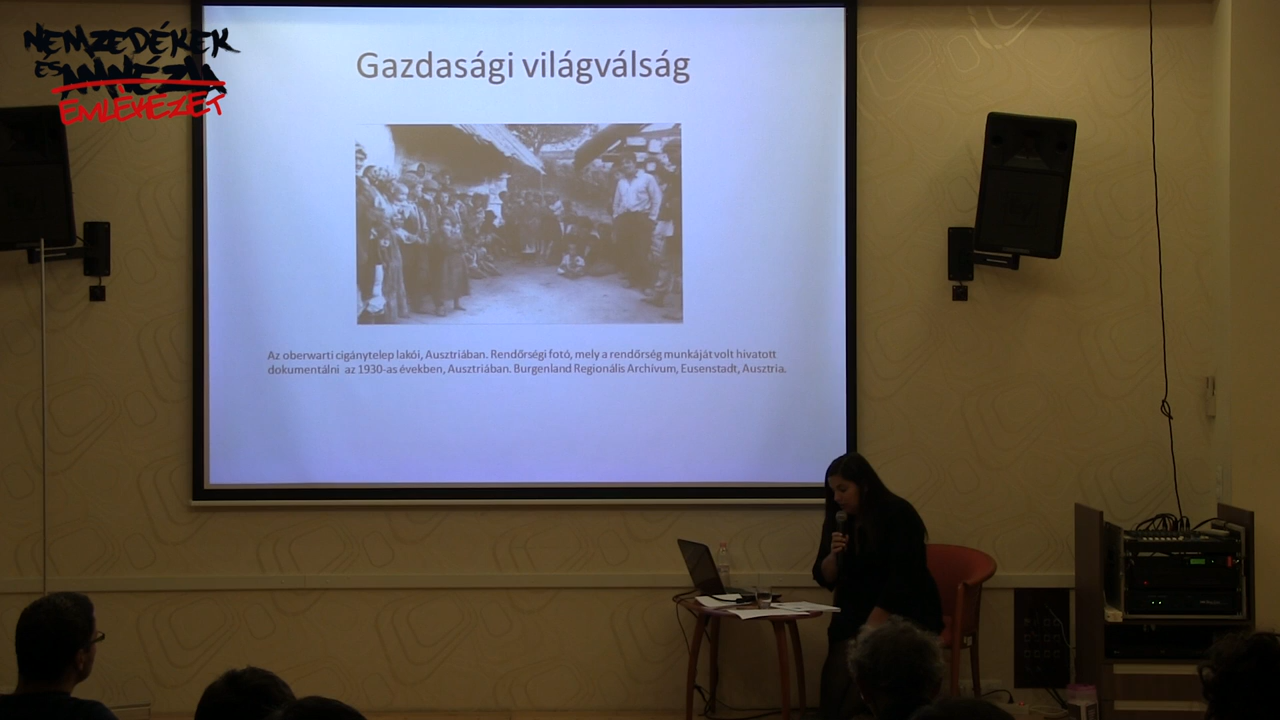 NEMZEDÉKEK
ÉS AMNÉZIA
EMLÉKEZET
Gazdasági világválság
Az oberwarti cigánytelep lakói, Ausztriában. Rendőrségi fotó, mely a rendőrség munkáját volt hivatott
dokumentálni az 1930-as években, Ausztriában. Burgenland Regionális Archívum, Eusenstadt, Ausztria.